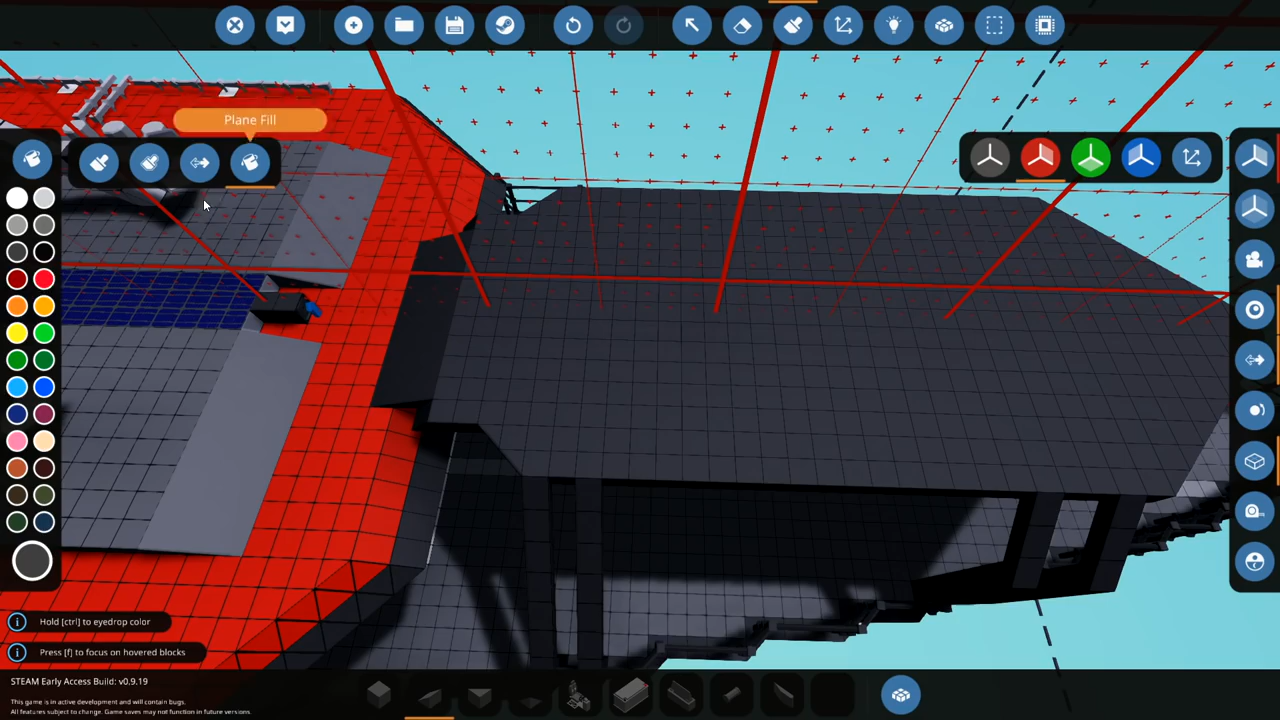 Plane Fill
Hold [ctrl] to eyedrop color
Press [f] to focus on hovered blocks
STEAM Early Access Build: v0.9.19
This game is in active development and will contain bugs.
All features subject to change. Game saves may not function in future versions.